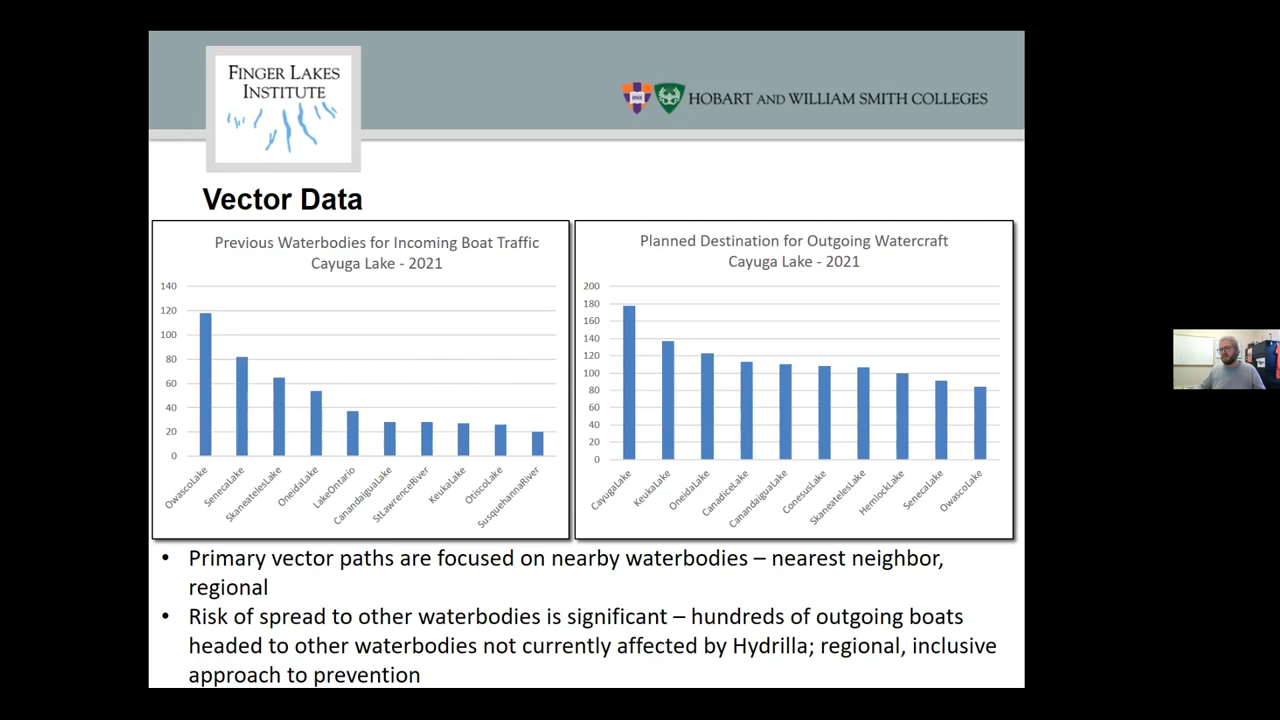 FINGER LAKES
INSTITUTE
HOBART AND WILLIAM SMITH COLLEGES
Vector Data
Previous Waterbodies for Incoming Boat Traffic
Cayuga Lake - 2021
140
120
100
80
60
40
20
0
OwascoLake
SenecaLake
SkaneatelesLake
OneidaLake
LakeOntario
CanandaiguaLake
StLawrenceRiver
KeukaLake
OtiscoLake
SusquehannaRiver
Planned Destination for Outgoing Watercraft
Cayuga Lake - 2021
200
180
160
140
120
100
80
60
40
20
0
CayugaLake
KeukaLake
OneidaLake
CanadiceLake
CanandaiguaLake
ConesusLake
SkaneatelesLake
HemlockLake
SenecaLake
OwascoLake
• Primary vector paths are focused on nearby waterbodies – nearest neighbor,
regional
• Risk of spread to other waterbodies is significant – hundreds of outgoing boats
headed to other waterbodies not currently affected by Hydrilla; regional, inclusive
approach to prevention